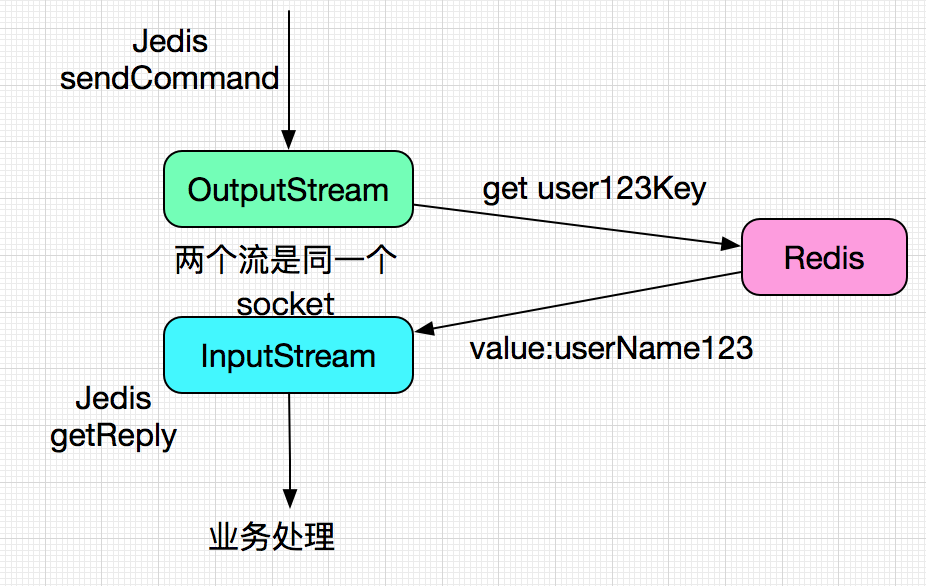 Jedis
sendCommand
OutputStream
get user123Key
两个流是同一个
socket
Redis
InputStream
value:userName123
Jedis
getReply
业务处理